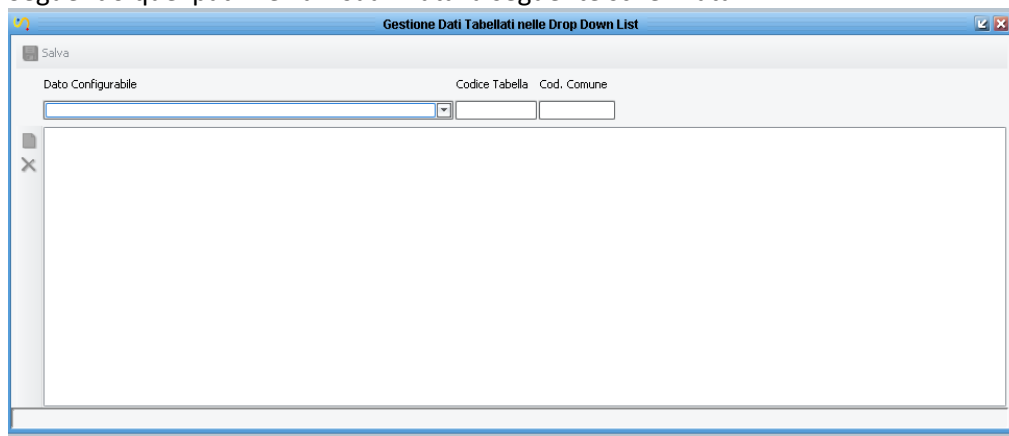 Gestione Dati Tabellati nelle Drop Down List
Salva
Dato Configurabile Codice Tabella Cod. Comune